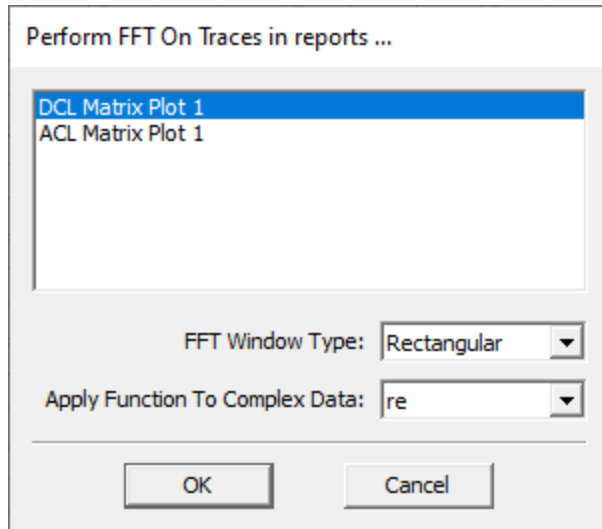 Perform FFT On Traces in reports ...
DCL Matrix Plot 1
ACL Matrix Plot 1
FFT Window Type: Rectangular
Apply Function To Complex Data: re
OK Cancel